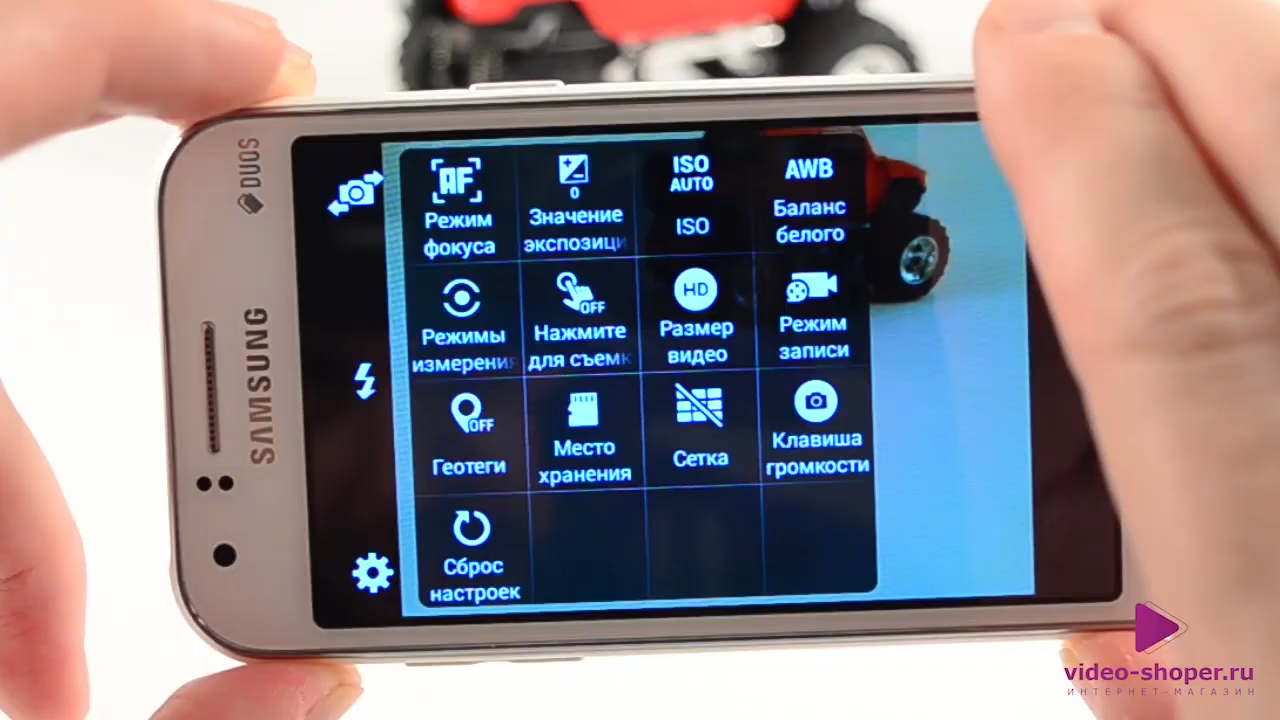 DUOS
SAMSUNG
AF
Режим
фокуса
0
Значение
экспозици
ISO
AUTO
ISO
AWB
Баланс
белого
Режимы
измерения
OFF
Нажмите
для съемк
HD
Размер
видео
Режим
записи
OFF
Геотеги
Место
хранения
Сетка
Клавиша
громкости
Сброс
настроек
video-shoper.ru
ИНТЕРНЕТ-МАГАЗИН